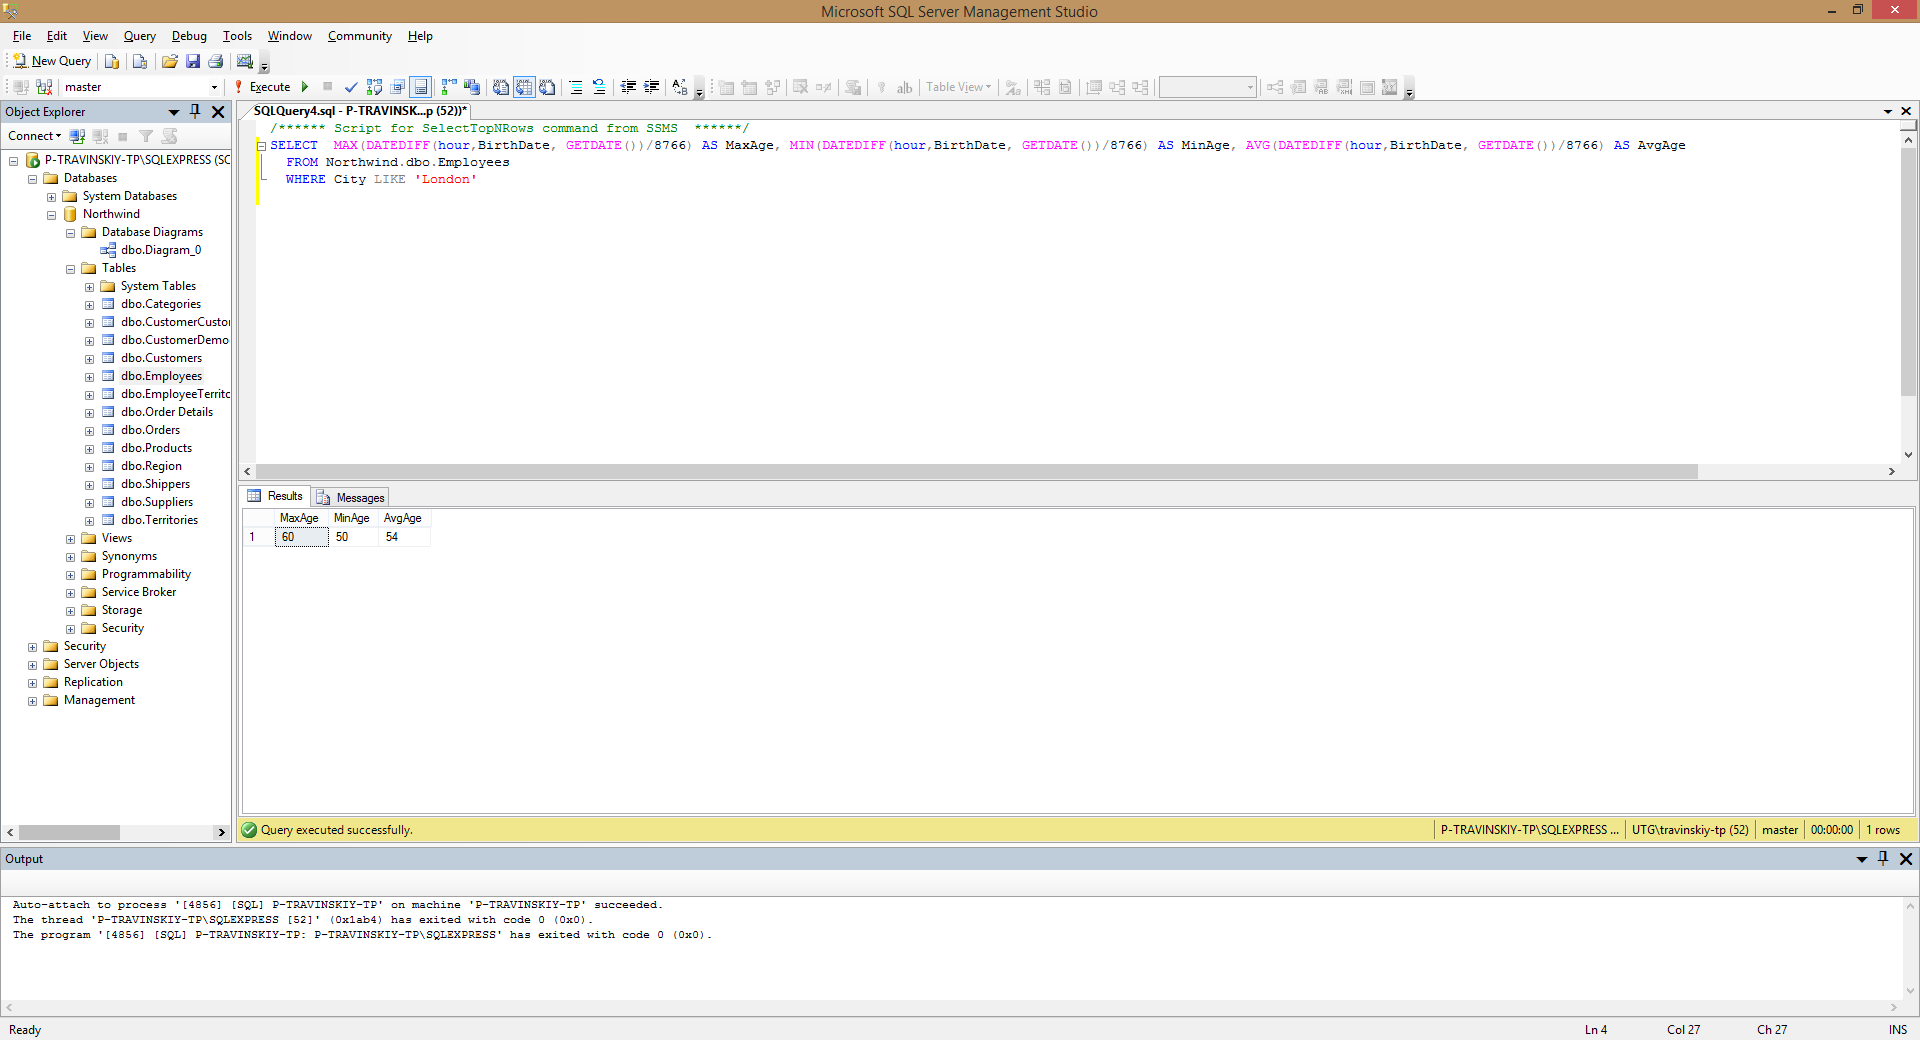 Microsoft SQL Server Management Studio
File Edit View Query Debug Tools Window Community Help
New Query
master Execute Table View
Object Explorer
Connect
P-TRAVINSKIY-TP\SQLEXPRESS (SC
Databases
System Databases
Northwind
Database Diagrams
dbo.Diagram_0
Tables
System Tables
dbo.Categories
dbo.CustomerCustor
dbo.CustomerDemo
dbo.Customers
dbo.Employees
dbo.EmployeeTerritc
dbo.Order Details
dbo.Orders
dbo.Products
dbo.Region
dbo.Shippers
dbo.Suppliers
dbo.Territories
Views
Synonyms
Programmability
Service Broker
Storage
Security
Security
Server Objects
Replication
Management
SQLQuery4.sql - P-TRAVINSK...p (52))*
/****** Script for SelectTopNRows command from SSMS  ******/
SELECT  MAX(DATEDIFF(hour,BirthDate, GETDATE())/8766) AS MaxAge, MIN(DATEDIFF(hour,BirthDate, GETDATE())/8766) AS MinAge, AVG(DATEDIFF(hour,BirthDate, GETDATE())/8766) AS AvgAge
FROM Northwind.dbo.Employees
WHERE City LIKE 'London'
Results Messages
MaxAge MinAge AvgAge
1 60 50 54
Query executed successfully. P-TRAVINSKIY-TP\SQLEXPRESS ... UTG\travinskiy-tp (52) master 00:00:00 1 rows
Output
Auto-attach to process '[4856] [SQL] P-TRAVINSKIY-TP' on machine 'P-TRAVINSKIY-TP' succeeded.
The thread 'P-TRAVINSKIY-TP\SQLEXPRESS [52]' (0x1ab4) has exited with code 0 (0x0).
The program '[4856] [SQL] P-TRAVINSKIY-TP: P-TRAVINSKIY-TP\SQLEXPRESS' has exited with code 0 (0x0).
Ready Ln 4 Col 27 Ch 27 INS